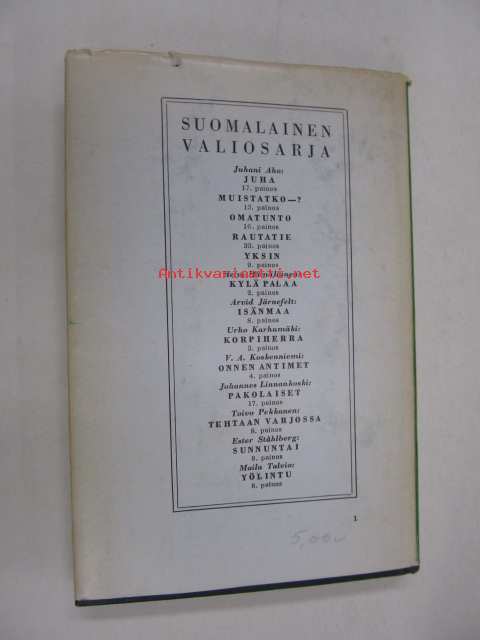 SUOMALAINEN
VALIOSARJA
Juhani Aho:
JUHA
17. painos
MUISTATKO—?
13. painos
OMATUNTO
16. painos
RAUTATIE
33. painos
YKSIN
9. painos
Antikvariaatti.net
KYLÄ PALAA
2. painos
Arvid Järnefelt:
ISÄNMAA
8. painos
Urho Karhumäki:
KORPIHERRA
3. painos
V. A. Koskenniemi:
ONNEN ANTIMET
4. painos
Johannes Linnankoski:
PAKOLAISET
17. painos
Toivo Pekkanen:
TEHTAAN VARJOSSA
6. painos
Ester Ståhlberg:
SUNNUNTAI
8. painos
Maila Talvio:
YÖLINTU
6. painos
1
5,00